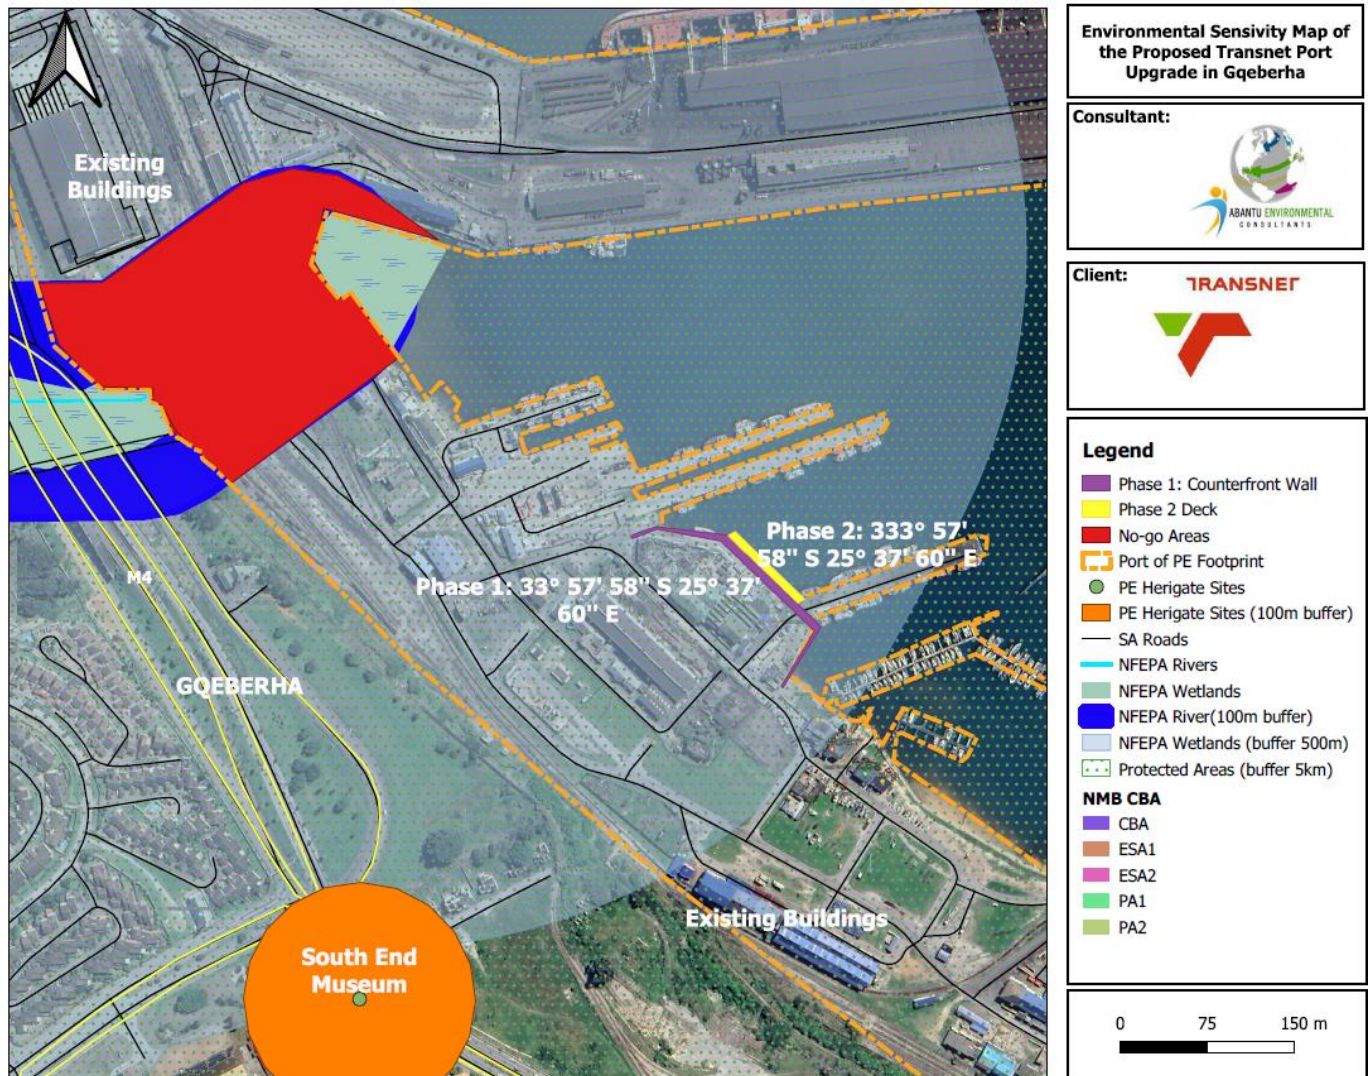 Existing
Buildings
Phase 2: 333° 57'
58" S 25° 37' 60" E
Phase 1: 33° 57' 58" S 25° 37'
60" E
M4
GQEBERHA
Existing Buildings
South End
Museum
Environmental Sensivity Map of
the Proposed Transnet Port
Upgrade in Gqeberha
Consultant:
ABANTU ENVIRONMENTAL
CONSULTANTS
Client:
TRANSNET
Legend
Phase 1: Counterfront Wall
Phase 2 Deck
No-go Areas
Port of PE Footprint
PE Herigate Sites
PE Herigate Sites (100m buffer)
SA Roads
NFEPA Rivers
NFEPA Wetlands
NFEPA River(100m buffer)
NFEPA Wetlands (buffer 500m)
Protected Areas (buffer 5km)
NMB CBA
CBA
ESA1
ESA2
PA1
PA2
0 75 150 m